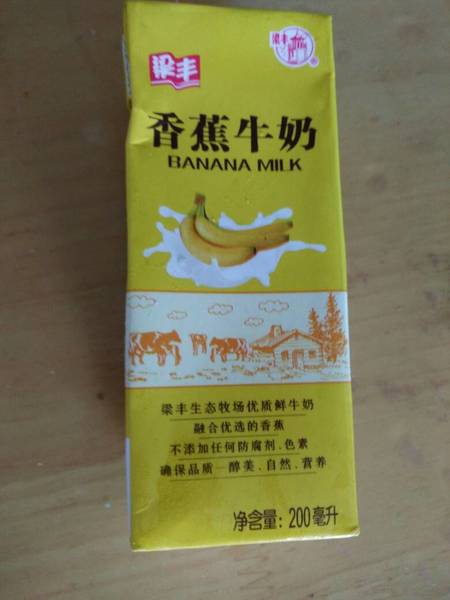 梁丰
梁丰
香蕉牛奶
BANANA MILK
梁丰生态牧场优质鲜牛奶
融合优选的香蕉
不添加任何防腐剂、色素
确保品质—醇美、自然、营养
净含量:200毫升